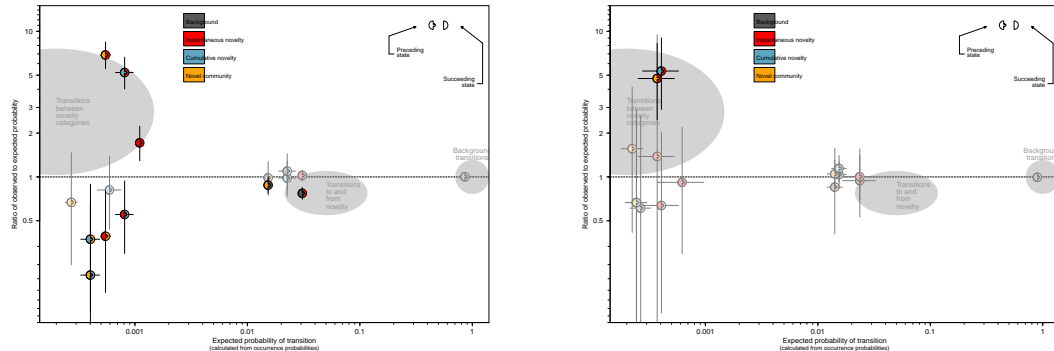 10
5
2
1
0.5
Ratio of observed to expected probability
Background
Instantaneous novelty
Cumulative novelty
Novel community
Preceding
state
Succeeding
state
Transitions
between
novelty
categories
Background
transitions
Transitions
to and
from
novelty
0.001
0.01
0.1
1
Expected probability of transition
(calculated from occurrence probabilities)
10
5
2
1
0.5
Ratio of observed to expected probability
Background
Instantaneous novelty
Cumulative novelty
Novel community
Preceding
state
Succeeding
state
Transitions
between
novelty
categories
Background
transitions
Transitions
to and
from
novelty
0.001
0.01
0.1
1
Expected probability of transition
(calculated from occurrence probabilities)